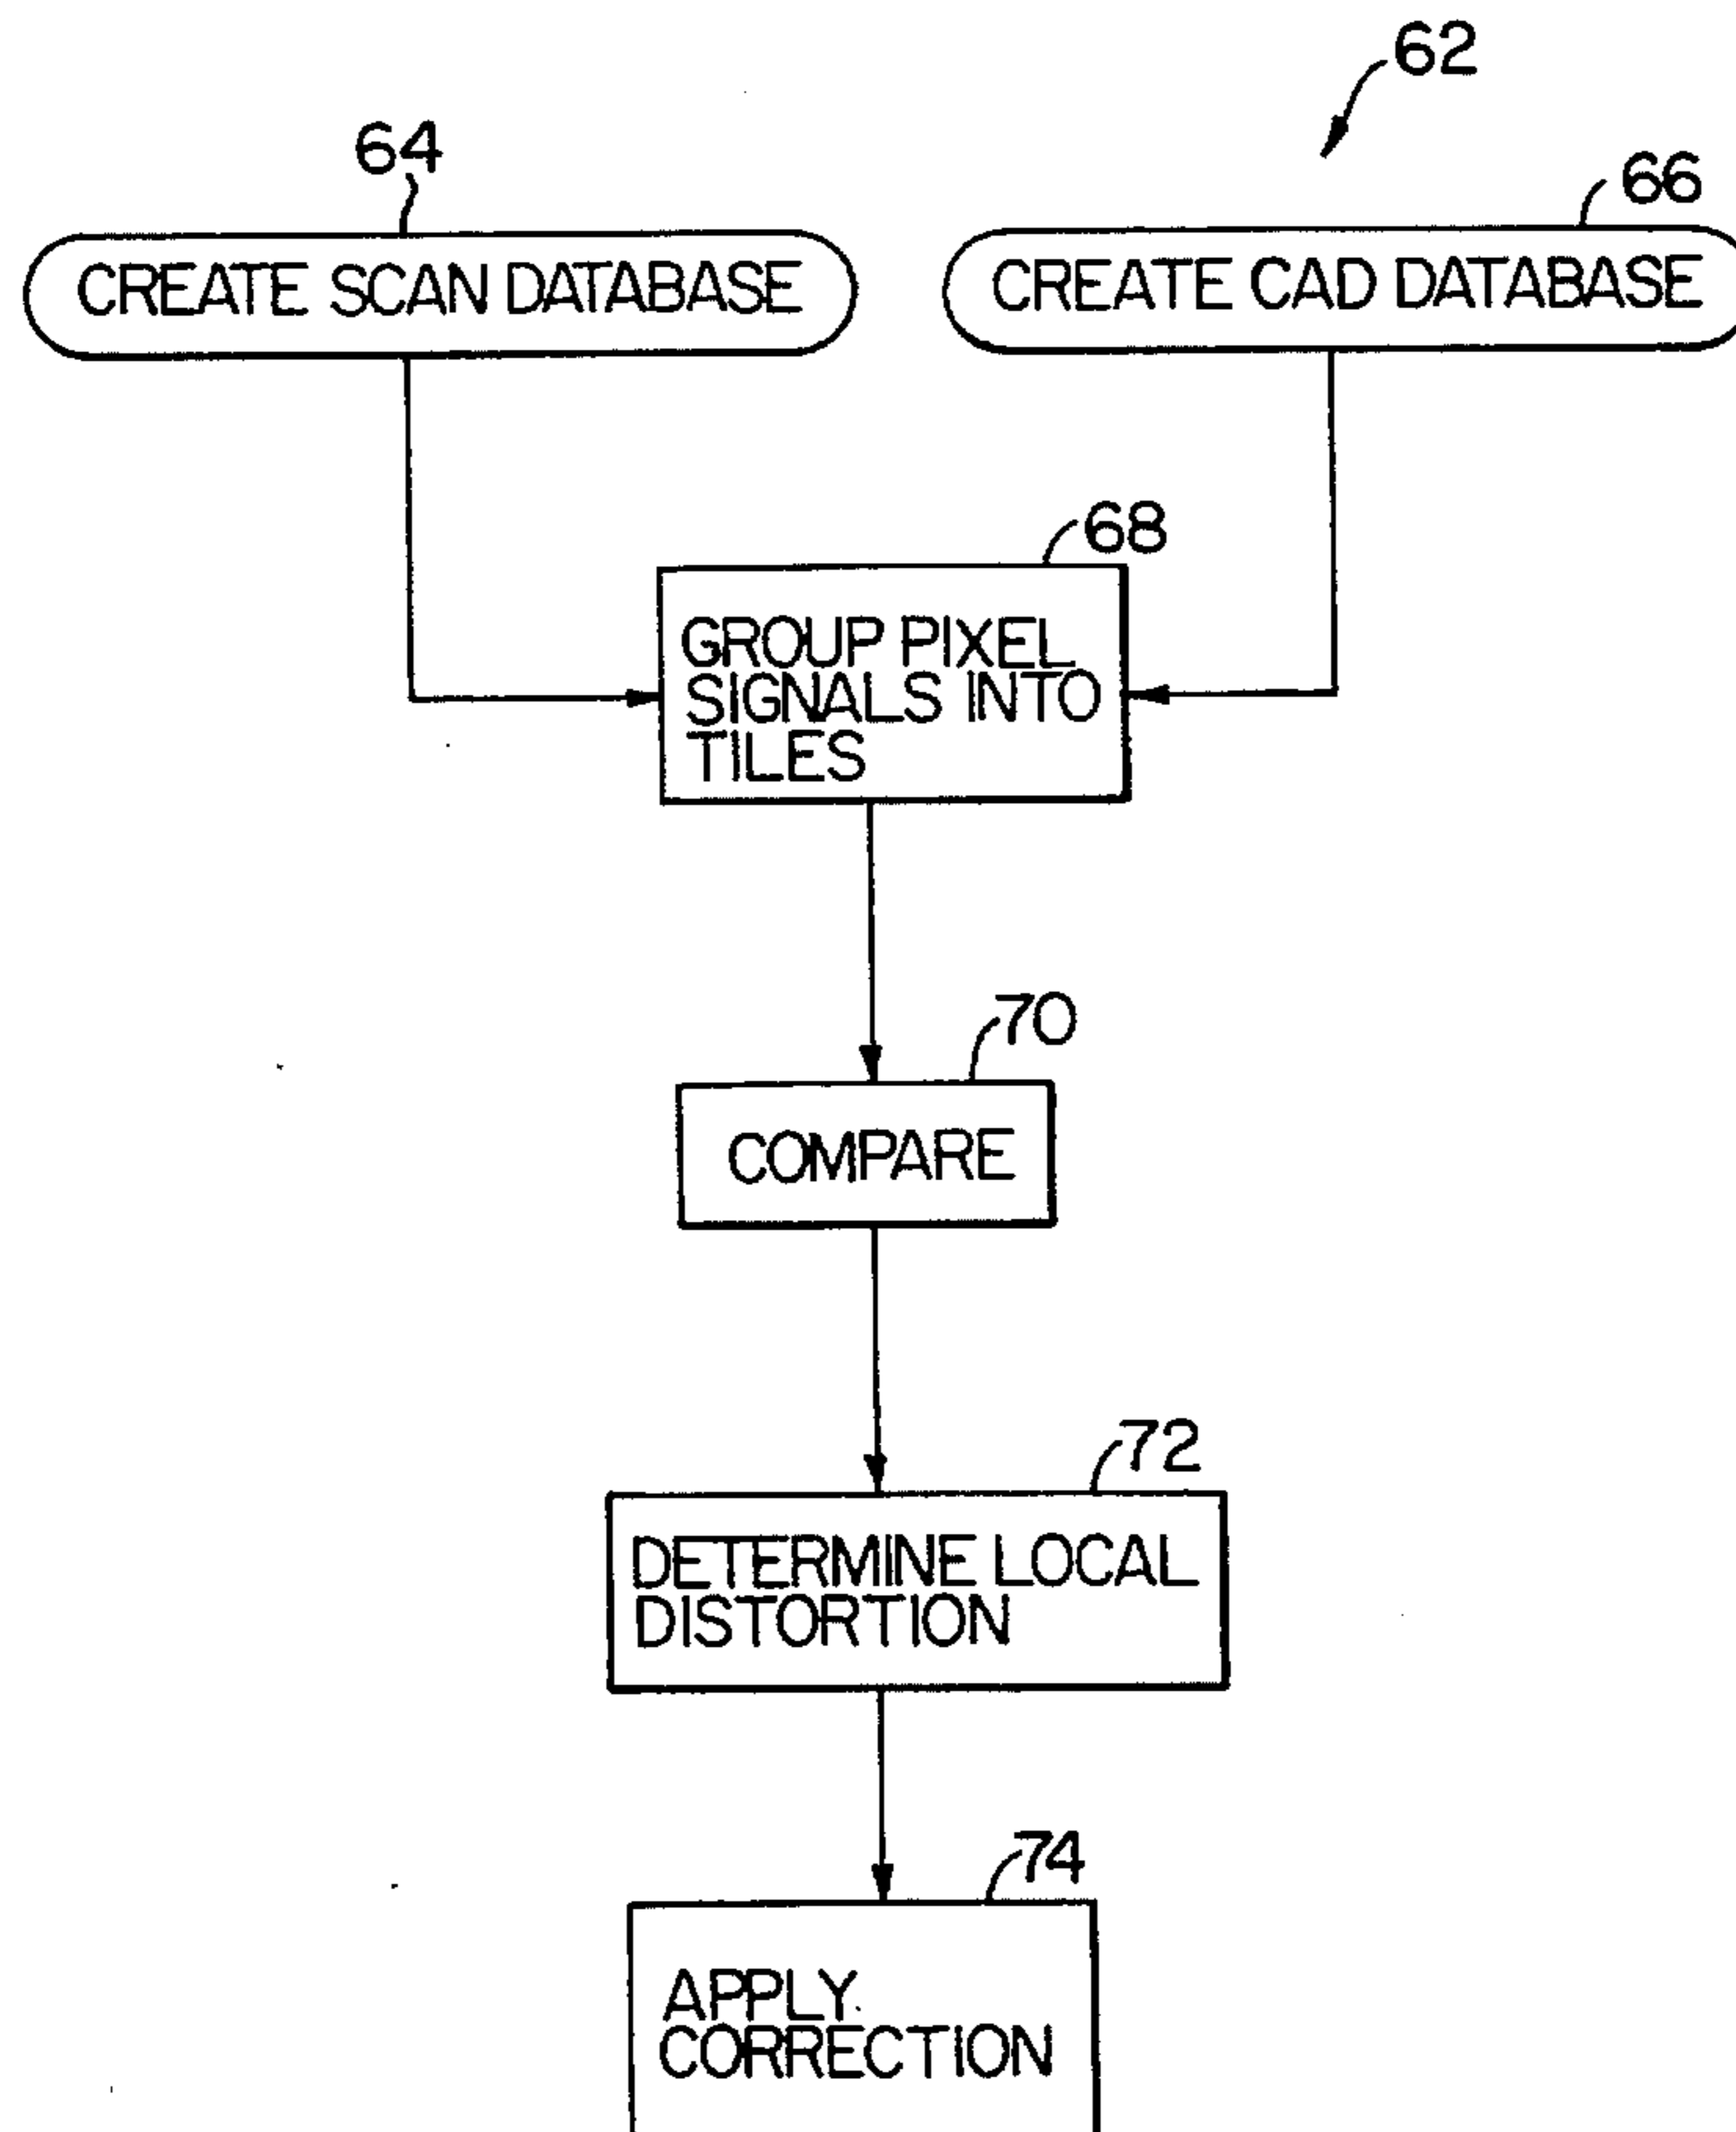 62
64
66
CREATE SCAN DATABASE
CREATE CAD DATABASE
68
GROUP PIXEL
SIGNALS INTO
TILES
70
COMPARE
72
DETERMINE LOCAL
DISTORTION
74
APPLY
CORRECTION